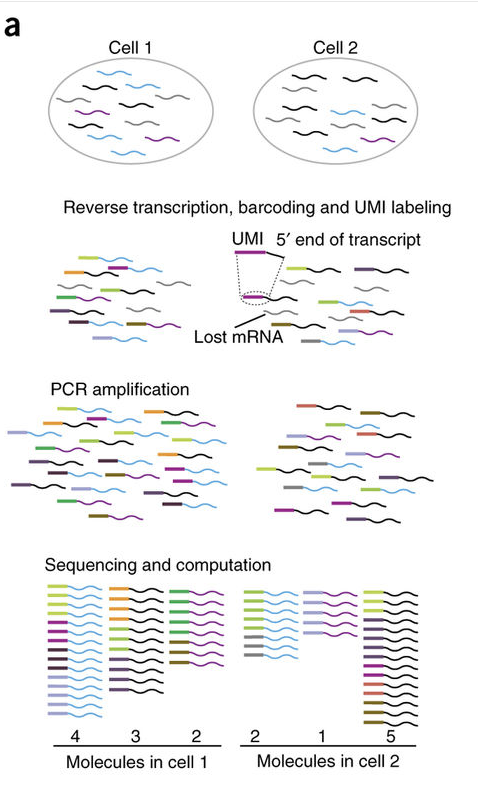 a
Cell 1
Cell 2
Reverse transcription, barcoding and UMI labeling
UMI 5′ end of transcript
Lost mRNA
PCR amplification
Sequencing and computation
4 3 2 2 1 5
Molecules in cell 1
Molecules in cell 2